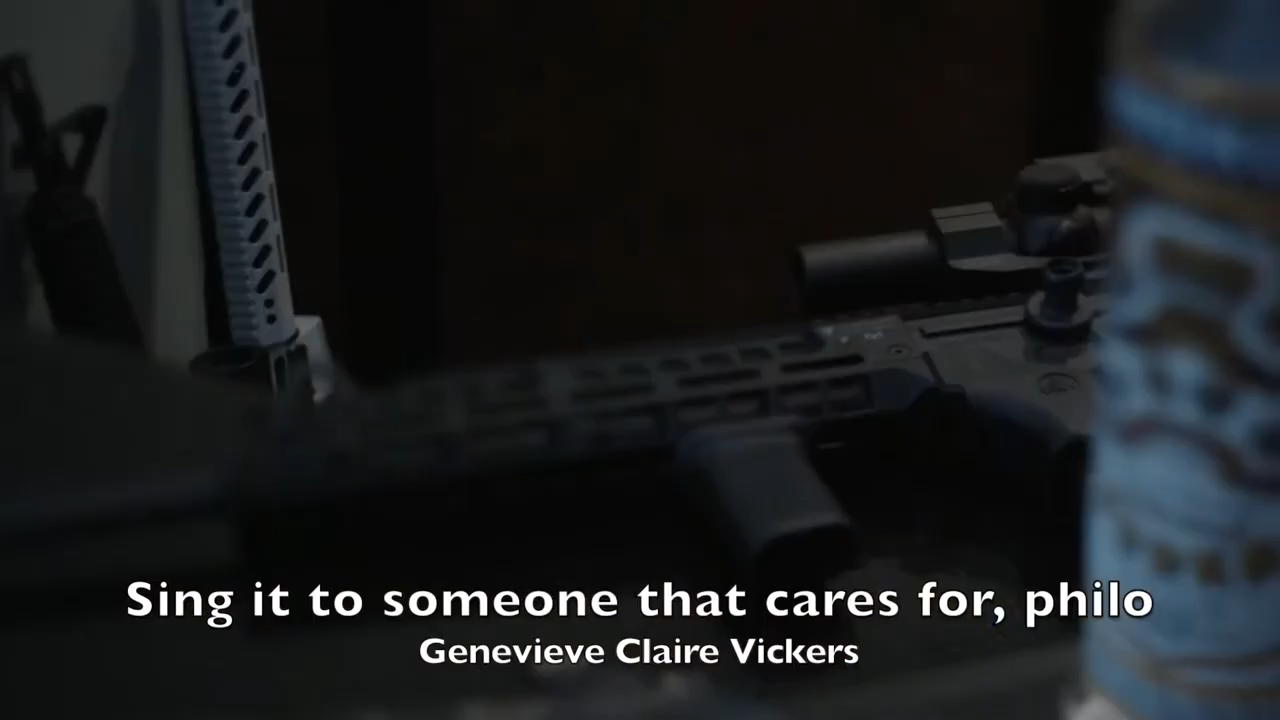 Sing it to someone that cares for, philo
Genevieve Claire Vickers